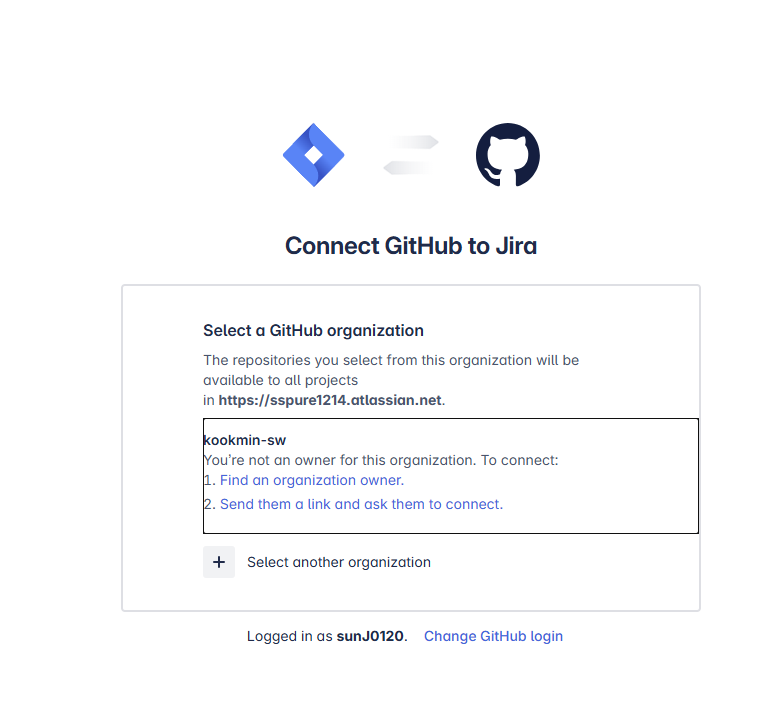 Connect GitHub to Jira
Select a GitHub organization
The repositories you select from this organization will be
available to all projects
in https://sspure1214.atlassian.net.
kookmin-sw
You're not an owner for this organization. To connect:
1. Find an organization owner.
2. Send them a link and ask them to connect.
+ Select another organization
Logged in as sunJ0120. Change GitHub login